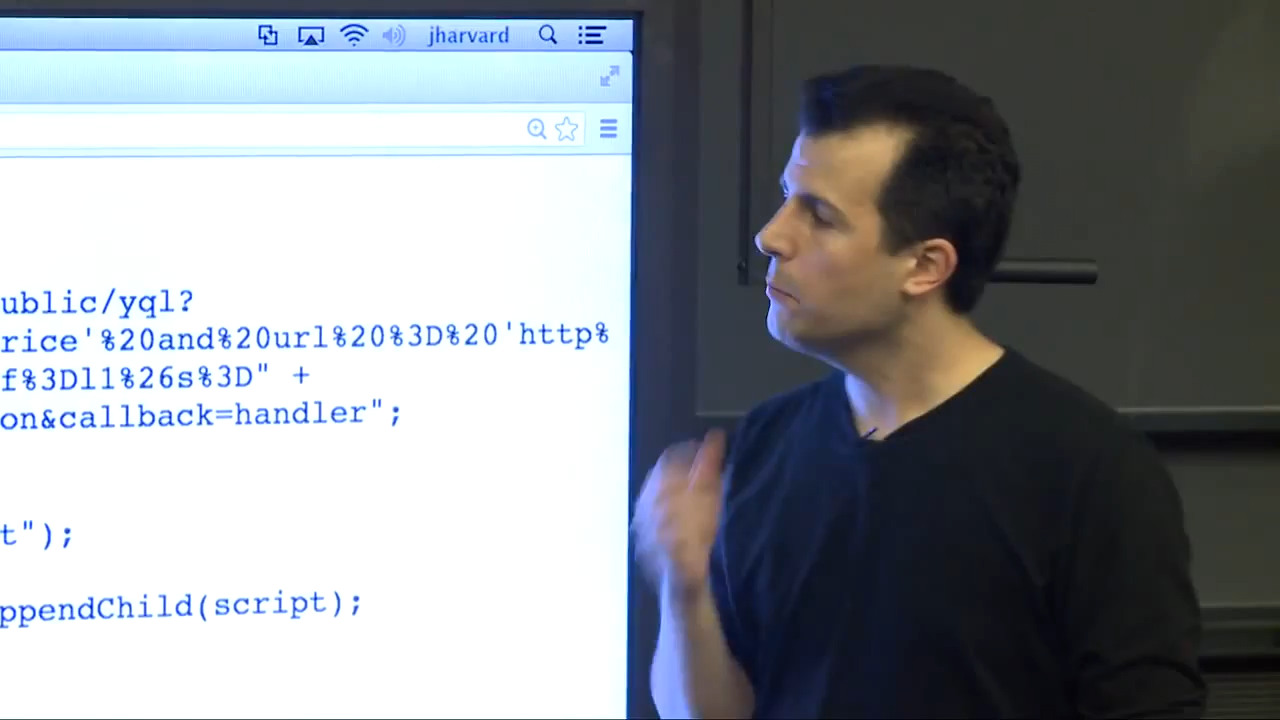 jharvard
ublic/yql?
rice'%20and%20url%20%3D%20'http%
f%3Dl1%26s%3D" +
on&callback=handler";
t");
ppendChild(script);